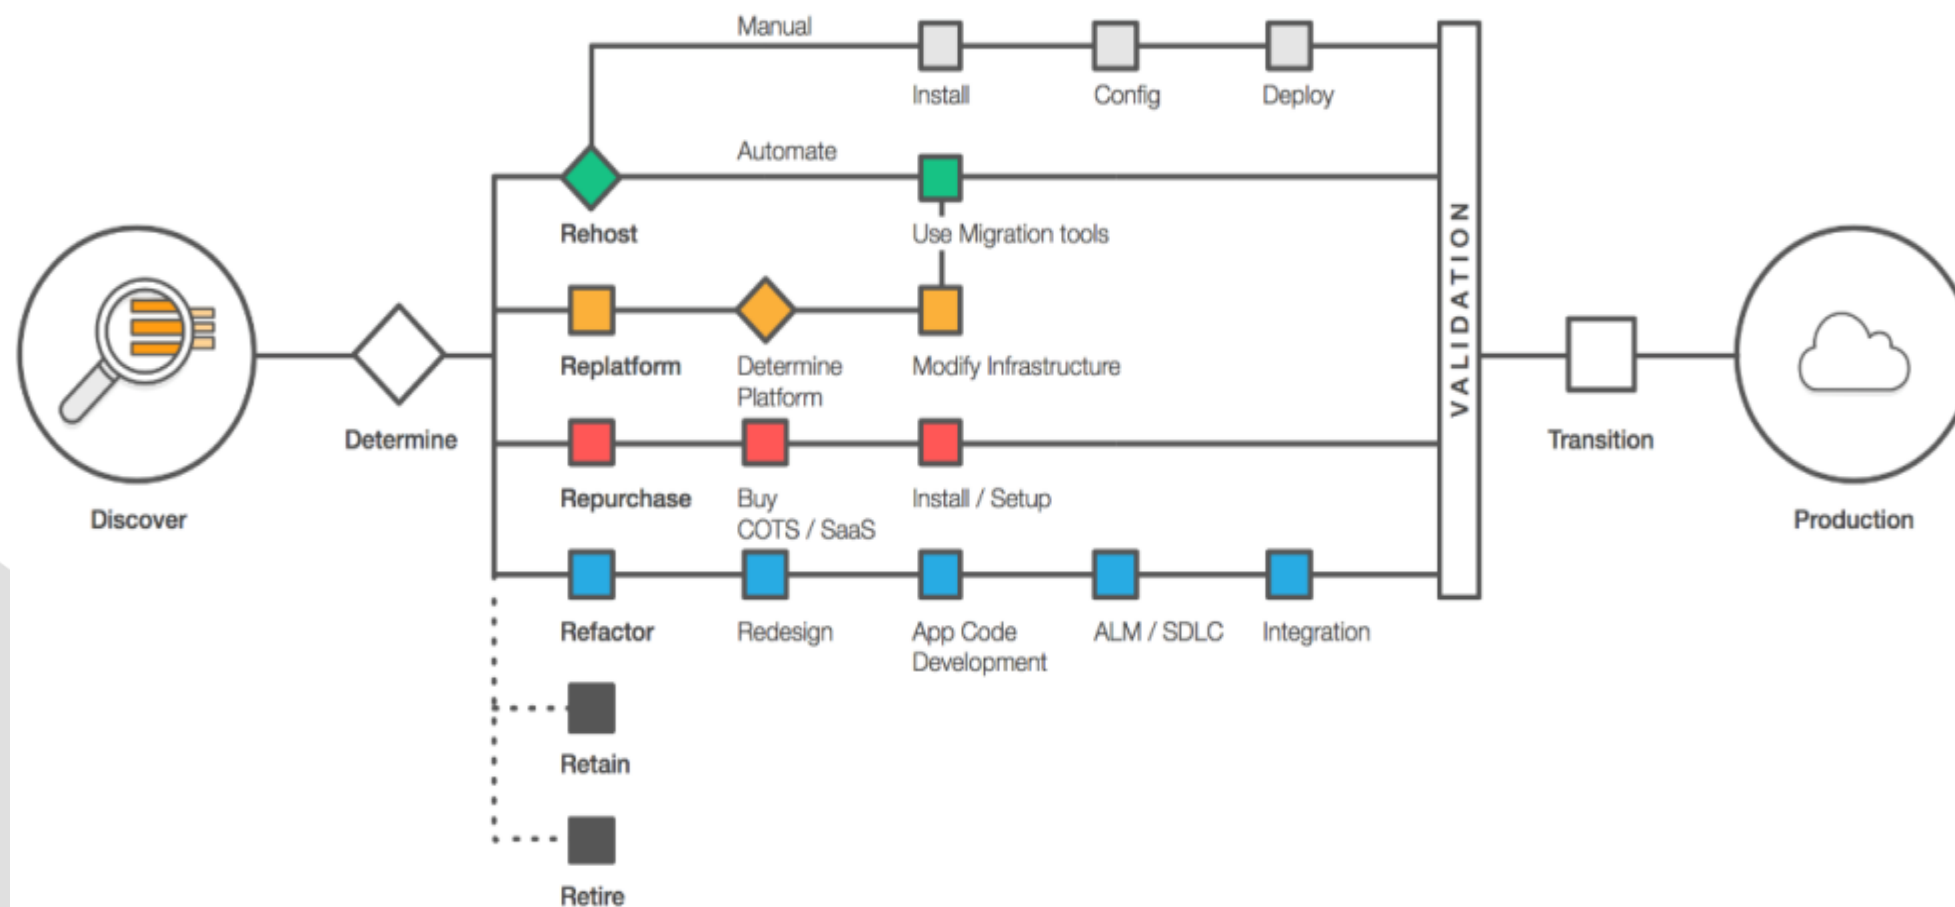 Manual
Install
Config
Deploy
Automate
Rehost
Use Migration tools
Replatform
Determine
Platform
Modify Infrastructure
Determine
Repurchase
Buy
COTS / SaaS
Install / Setup
Discover
Refactor
Redesign
App Code
Development
ALM / SDLC
Integration
Retain
Retire
VALIDATION
Transition
Production